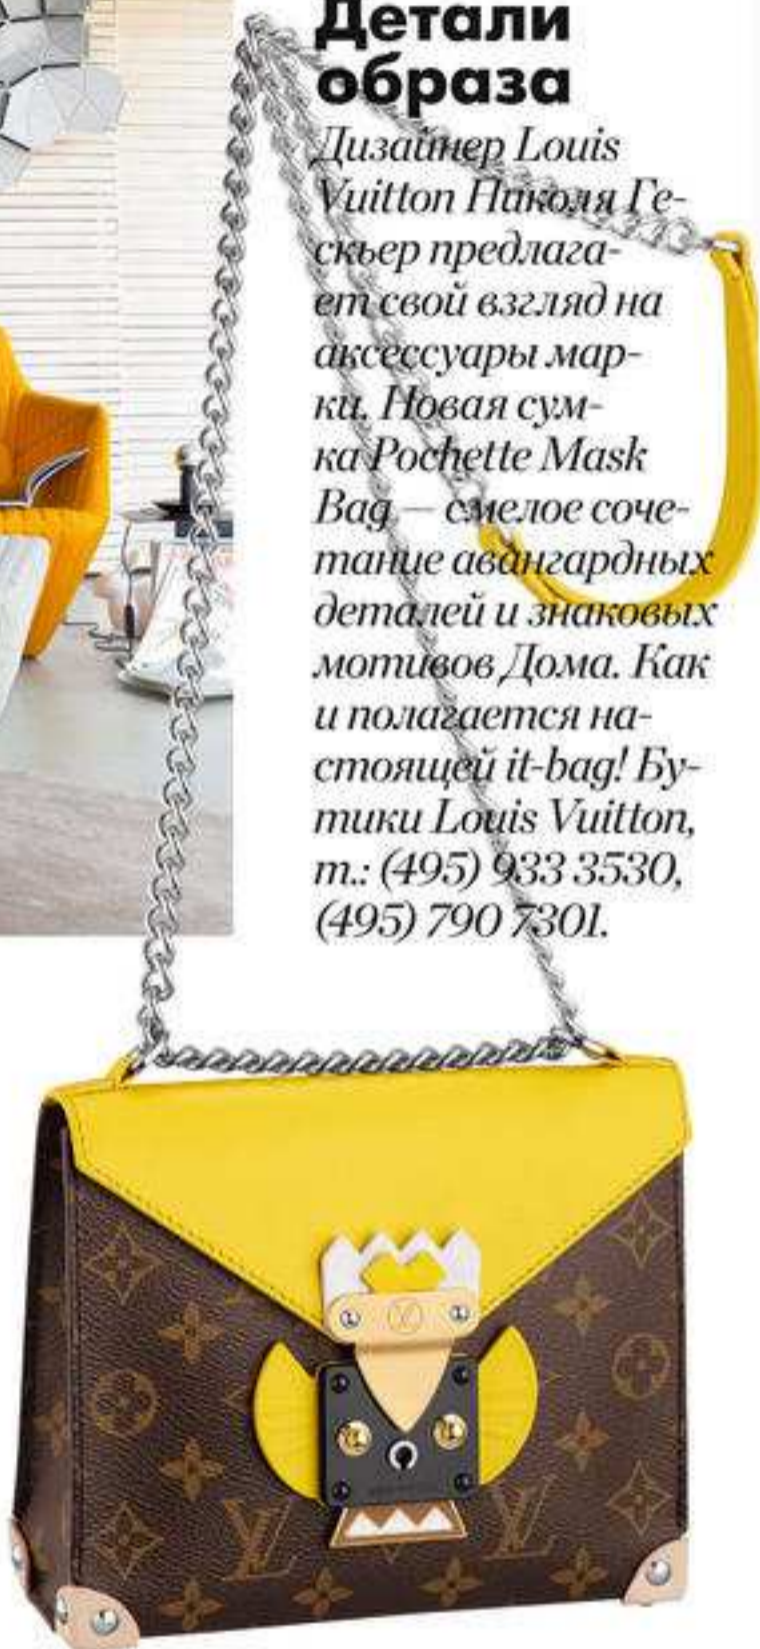 Детали
образа
Дизайнер Louis
Vuitton Николя Ге-
скьер предлага-
ет свой взгляд на
аксессуары мар-
ки. Новая сум-
ка Pochette Mask
Bag — смелое соче-
тание авангардных
деталей и знаковых
мотивов Дома. Как
и полагается на-
стоящей it-bag! Бу-
тики Louis Vuitton,
т.: (495) 933 3530,
(495) 790 7301.